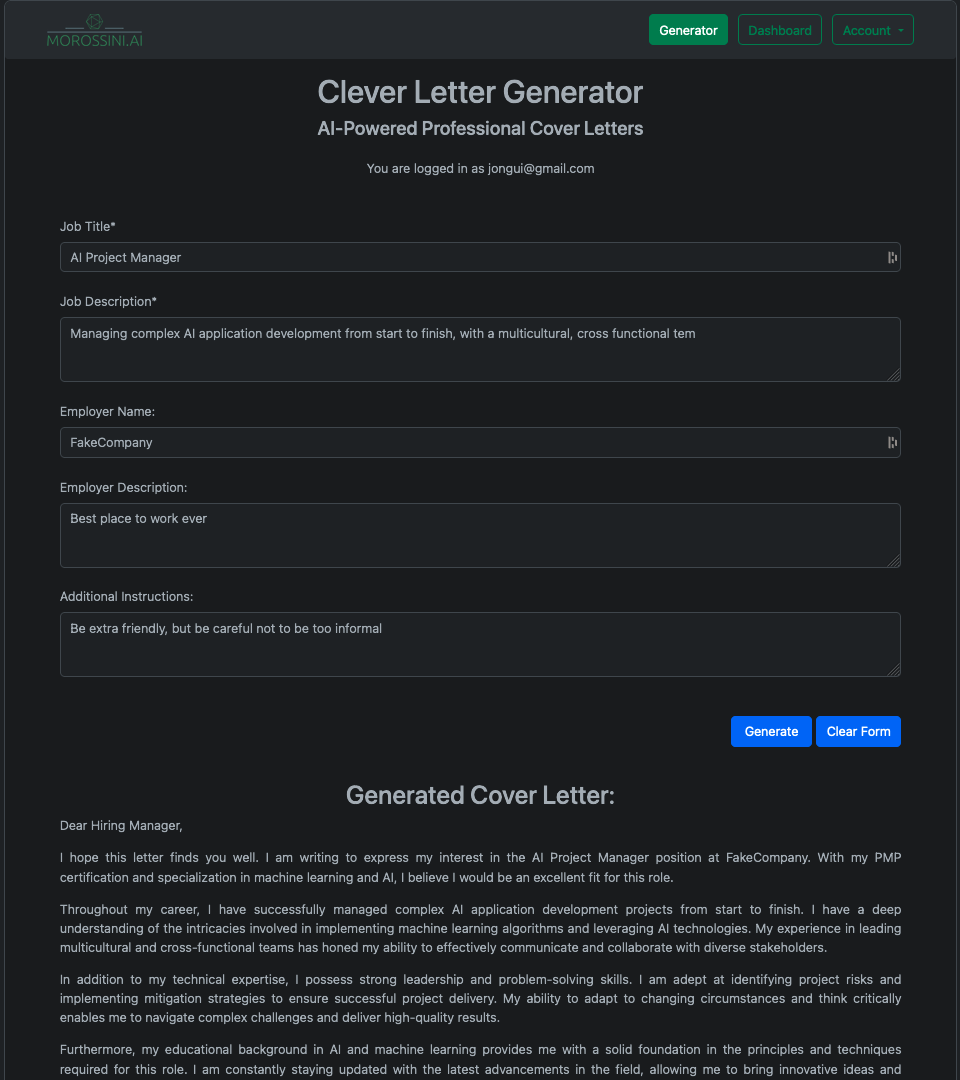 MOROSSINI.AI
Generator
Dashboard
Account
Clever Letter Generator
AI-Powered Professional Cover Letters
You are logged in as jongui@gmail.com
Job Title*
AI Project Manager
Job Description*
Managing complex AI application development from start to finish, with a multicultural, cross functional tem
Employer Name:
FakeCompany
Employer Description:
Best place to work ever
Additional Instructions:
Be extra friendly, but be careful not to be too informal
Generate
Clear Form
Generated Cover Letter:
Dear Hiring Manager,
I hope this letter finds you well. I am writing to express my interest in the AI Project Manager position at FakeCompany. With my PMP
certification and specialization in machine learning and AI, I believe I would be an excellent fit for this role.
Throughout my career, I have successfully managed complex AI application development projects from start to finish. I have a deep
understanding of the intricacies involved in implementing machine learning algorithms and leveraging AI technologies. My experience in leading
multicultural and cross-functional teams has honed my ability to effectively communicate and collaborate with diverse stakeholders.
In addition to my technical expertise, I possess strong leadership and problem-solving skills. I am adept at identifying project risks and
implementing mitigation strategies to ensure successful project delivery. My ability to adapt to changing circumstances and think critically
enables me to navigate complex challenges and deliver high-quality results.
Furthermore, my educational background in AI and machine learning provides me with a solid foundation in the principles and techniques
required for this role. I am constantly staying updated with the latest advancements in the field, allowing me to bring innovative ideas and